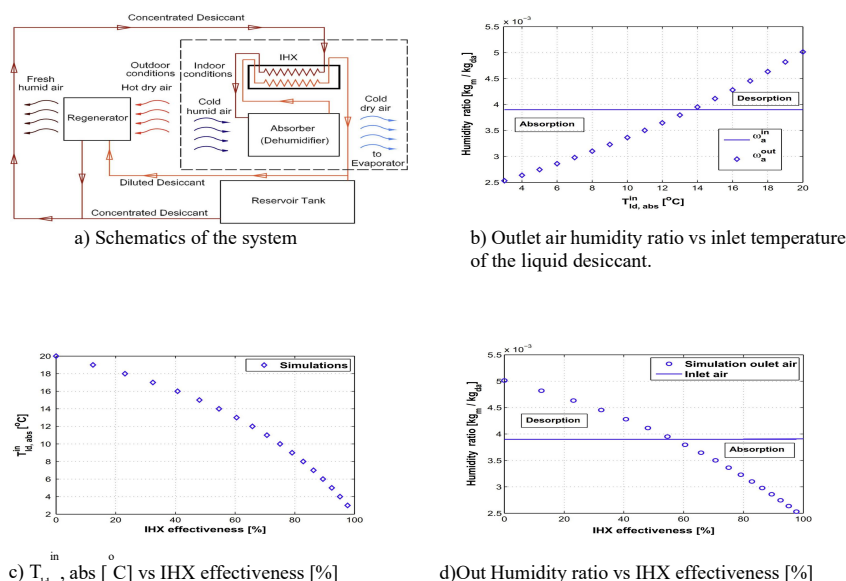 Concentrated Desiccant
Fresh
humid air
Outdoor
conditions
Hot dry air
Indoor
conditions
IHX
Cold
humid air
Cold
dry air
Regenerator
Absorber
(Dehumidifier)
to
Evaporator
Diluted Desiccant
Concentrated Desiccant
Reservoir Tank
a) Schematics of the system
x 10⁻³
5.5
5
4.5
4
3.5
3
2.5
Humidity ratio [kg_m / kg_da]
Desorption
Absorption
ω_a^in
ω_a^out
4 6 8 10 12 14 16 18 20
T_ld, abs^in [°C]
b) Outlet air humidity ratio vs inlet temperature
of the liquid desiccant.
20
18
16
14
12
10
8
6
4
2
T_ld, abs^in [°C]
Simulations
0 20 40 60 80 100
IHX effectiveness [%]
c) T_ld^in, abs [°C] vs IHX effectiveness [%]
x 10⁻³
5.5
5
4.5
4
3.5
3
2.5
Humidity ratio [kg_m / kg_da]
Simulation oulet air
Inlet air
Desorption
Absorption
0 20 40 60 80 100
IHX effectiveness [%]
d)Out Humidity ratio vs IHX effectiveness [%]